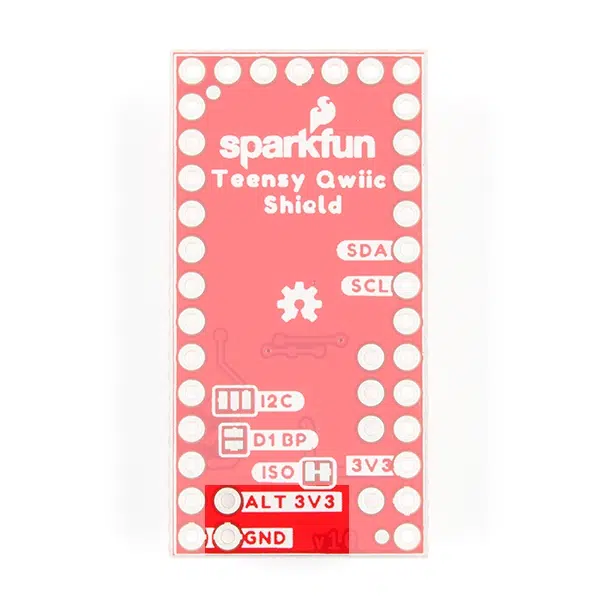 sparkfun
Teensy Qwiic
Shield
SDA
SCL
I2C
D1 BP
ISO
3V3
ALT 3V3
GND
v10